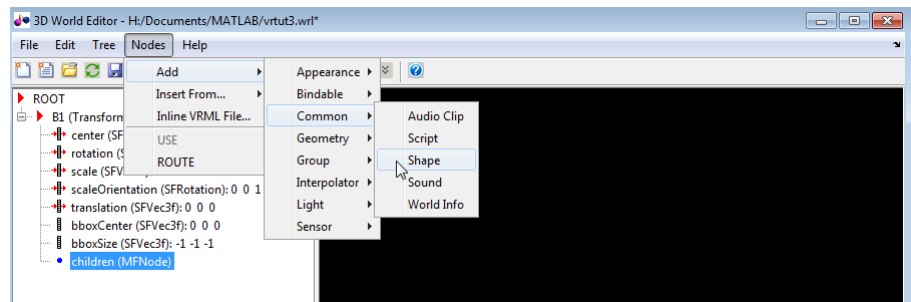 3D World Editor - H:/Documents/MATLAB/vrtut3.wrl*
File Edit Tree Nodes Help
Add
Insert From...
Inline VRML File...
USE
ROUTE
Appearance
Bindable
Common
Geometry
Group
Interpolator
Light
Sensor
Audio Clip
Script
Shape
Sound
World Info
ROOT
B1 (Transform
center (SF
rotation (S
scale (SFV
scaleOrientation (SFRotation): 0 0 1
translation (SFVec3f): 0 0 0
bboxCenter (SFVec3f): 0 0 0
bboxSize (SFVec3f): -1 -1 -1
children (MFNode)